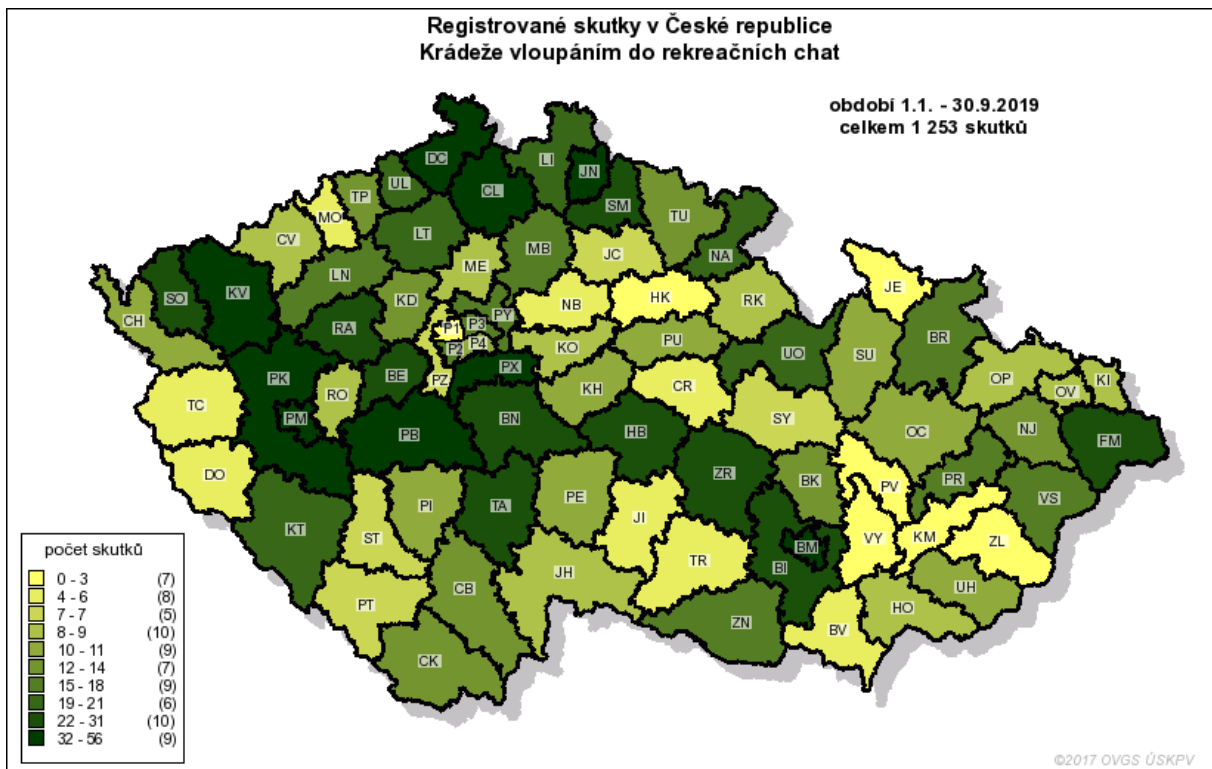 Registrované skutky v České republice
Krádeže vloupáním do rekreačních chat
období 1.1. - 30.9.2019
celkem 1 253 skutků
DC
LI
JN
CL
UL
TP
SM
MO
TU
LT
CV
MB
JC
NA
ME
LN
JE
SO
KV
KD
NB
HK
RK
CH
RA
P1
P3
PY
P2
P4
KO
PU
UO
SU
BR
PX
PK
BE
PZ
RO
KH
CR
OP
OV
KI
TC
PM
PB
BN
HB
SY
OC
NJ
FM
DO
ZR
BK
PV
PR
VS
KT
PI
TA
PE
JI
ST
BM
VY
KM
ZL
TR
BI
JH
CB
PT
UH
HO
ZN
BV
CK
počet skutků
0 - 3 (7)
4 - 6 (8)
7 - 7 (5)
8 - 9 (10)
10 - 11 (9)
12 - 14 (7)
15 - 18 (9)
19 - 21 (6)
22 - 31 (10)
32 - 56 (9)
©2017 OVGS ÚSKPV